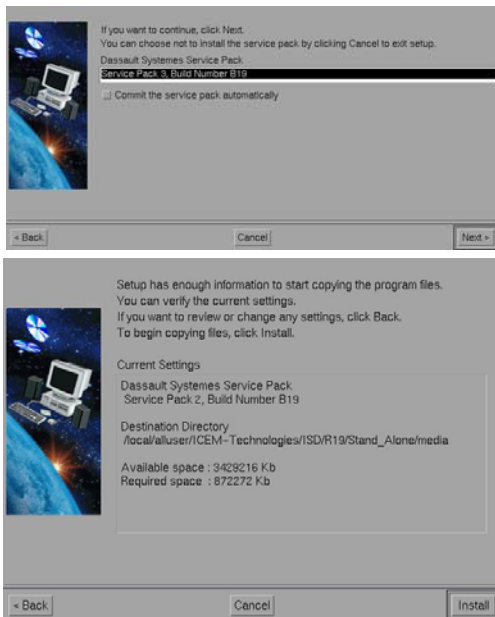 If you want to continue, click Next.
You can choose not to install the service pack by clicking Cancel to exit setup.
Dassault Systemes Service Pack
Service Pack 3, Build Number B19
Commit the service pack automatically
< Back
Cancel
Next >
Setup has enough information to start copying the program files.
You can verify the current settings.
If you want to review or change any settings, click Back.
To begin copying files, click Install.
Current Settings
Dassault Systemes Service Pack
Service Pack 2, Build Number B19
Destination Directory
/local/alluser/ICEM-Technologies/ISD/R19/Stand_Alone/media
Available space : 3429216 Kb
Required space : 872272 Kb
< Back
Cancel
Install